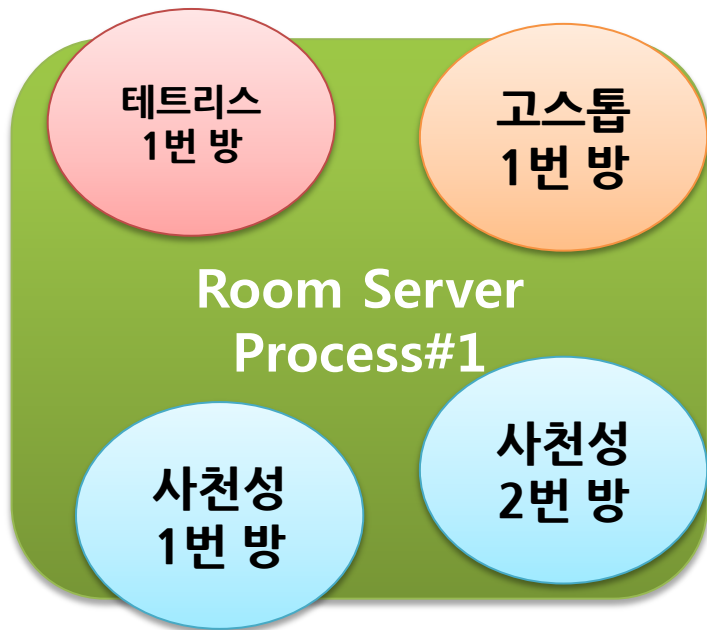 테트리스
1번 방
고스톱
1번 방
Room Server
Process#1
사천성
1번 방
사천성
2번 방